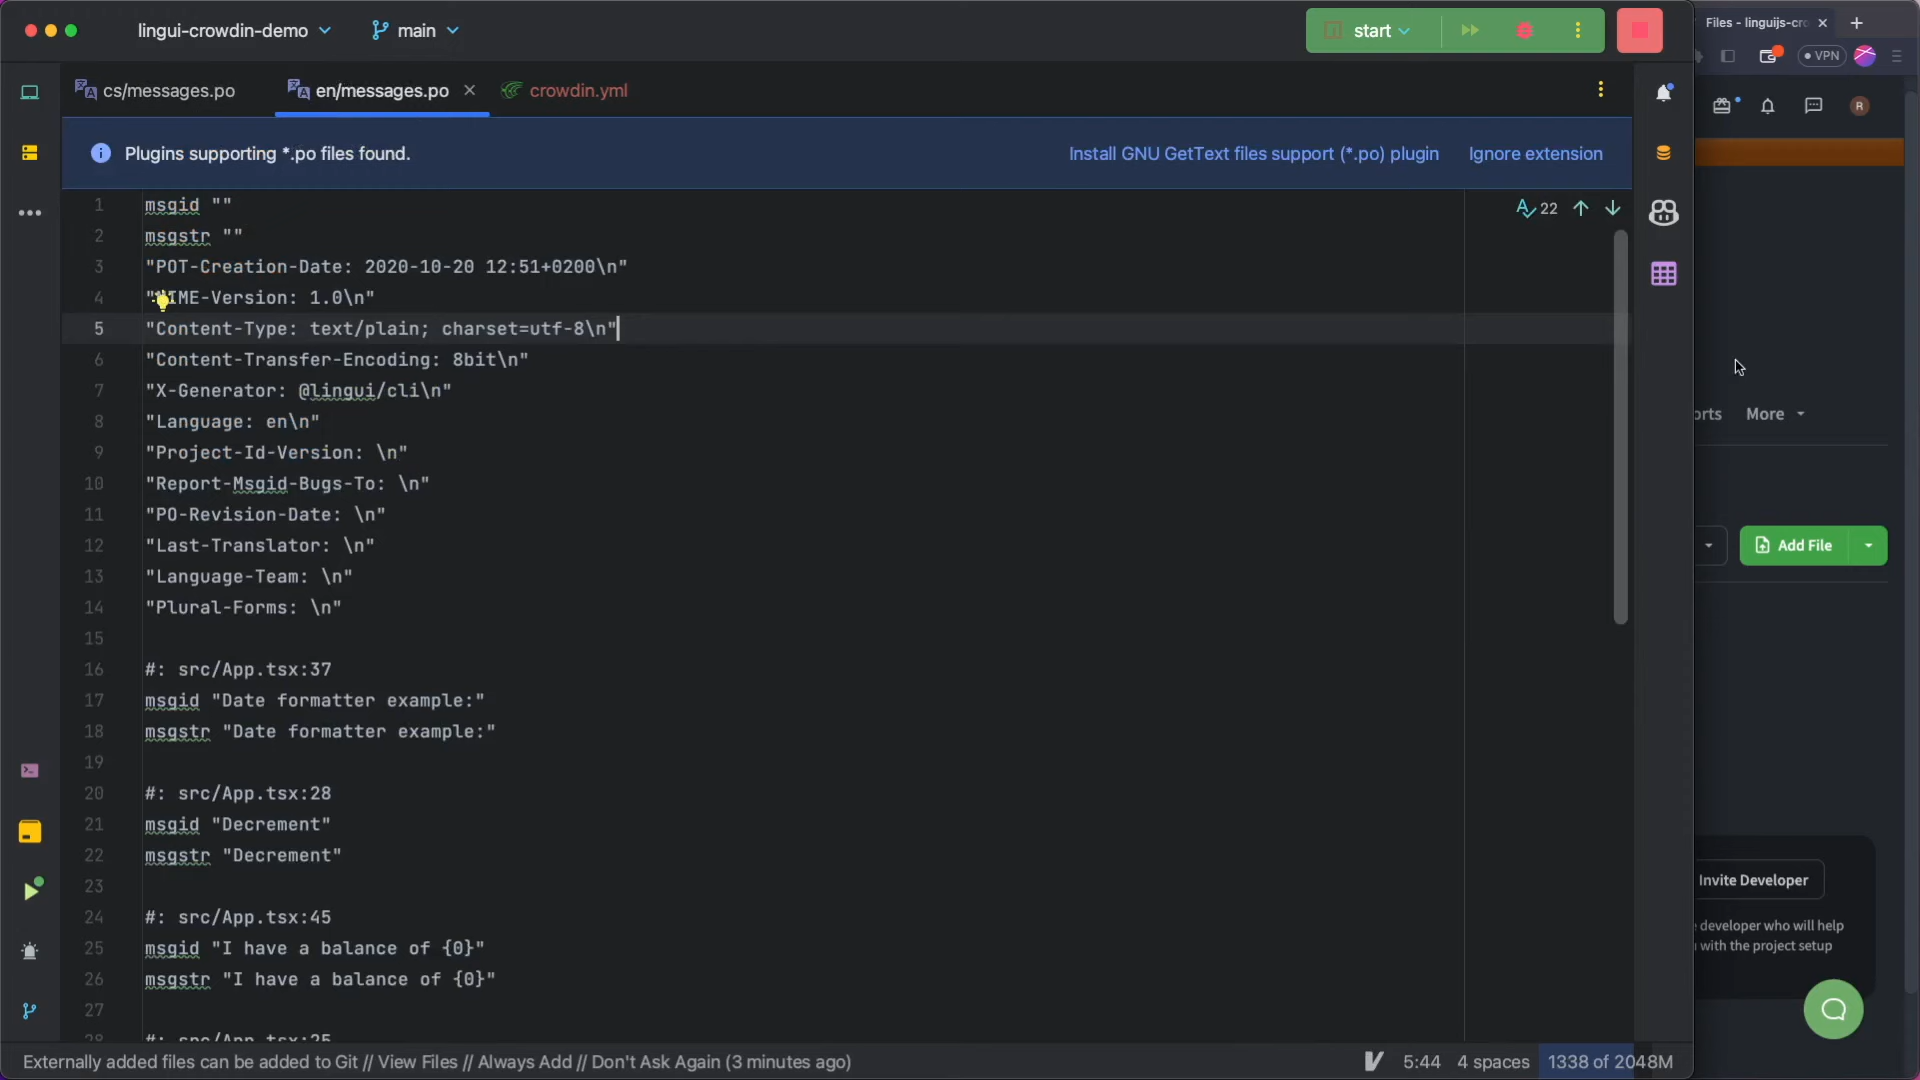 lingui-crowdin-demo
main
start
Files - linguijs-cro
VPN
cs/messages.po
en/messages.po
crowdin.yml
R
Plugins supporting *.po files found.
Install GNU GetText files support (*.po) plugin
Ignore extension
22
1 msgid ""
2 msgstr ""
3 "POT-Creation-Date: 2020-10-20 12:51+0200\n"
4 "MIME-Version: 1.0\n"
5 "Content-Type: text/plain; charset=utf-8\n"
6 "Content-Transfer-Encoding: 8bit\n"
7 "X-Generator: @lingui/cli\n"
8 "Language: en\n"
9 "Project-Id-Version: \n"
10 "Report-Msgid-Bugs-To: \n"
11 "PO-Revision-Date: \n"
12 "Last-Translator: \n"
13 "Language-Team: \n"
14 "Plural-Forms: \n"
15
16 #: src/App.tsx:37
17 msgid "Date formatter example:"
18 msgstr "Date formatter example:"
19
20 #: src/App.tsx:28
21 msgid "Decrement"
22 msgstr "Decrement"
23
24 #: src/App.tsx:45
25 msgid "I have a balance of {0}"
26 msgstr "I have a balance of {0}"
27
28 #: src/App.tsx:25
orts
More
Add File
Invite Developer
developer who will help
with the project setup
Externally added files can be added to Git // View Files // Always Add // Don't Ask Again (3 minutes ago)
5:44
4 spaces
1338 of 2048M